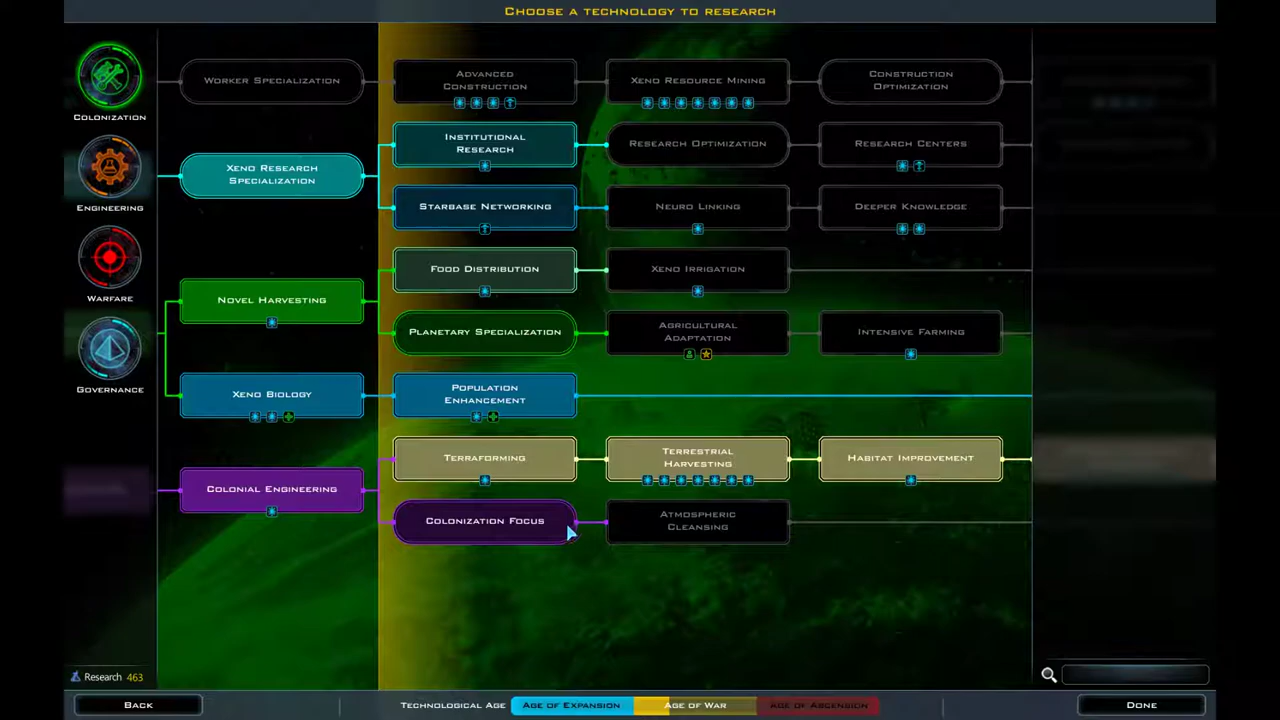 Choose a technology to research
Colonization
Engineering
Warfare
Governance
Worker Specialization
Advanced
Construction
Xeno Resource Mining
Construction
Optimization
Xeno Research
Specialization
Institutional
Research
Research Optimization
Research Centers
Starbase Networking
Neuro Linking
Deeper Knowledge
Food Distribution
Xeno Irrigation
Novel Harvesting
Planetary Specialization
Agricultural
Adaptation
Intensive Farming
Xeno Biology
Population
Enhancement
Terraforming
Terrestrial
Harvesting
Habitat Improvement
Colonial Engineering
Colonization Focus
Atmospheric
Cleansing
Research 463
Back
Technological Age
Age of Expansion
Age of War
Age of Ascension
Done